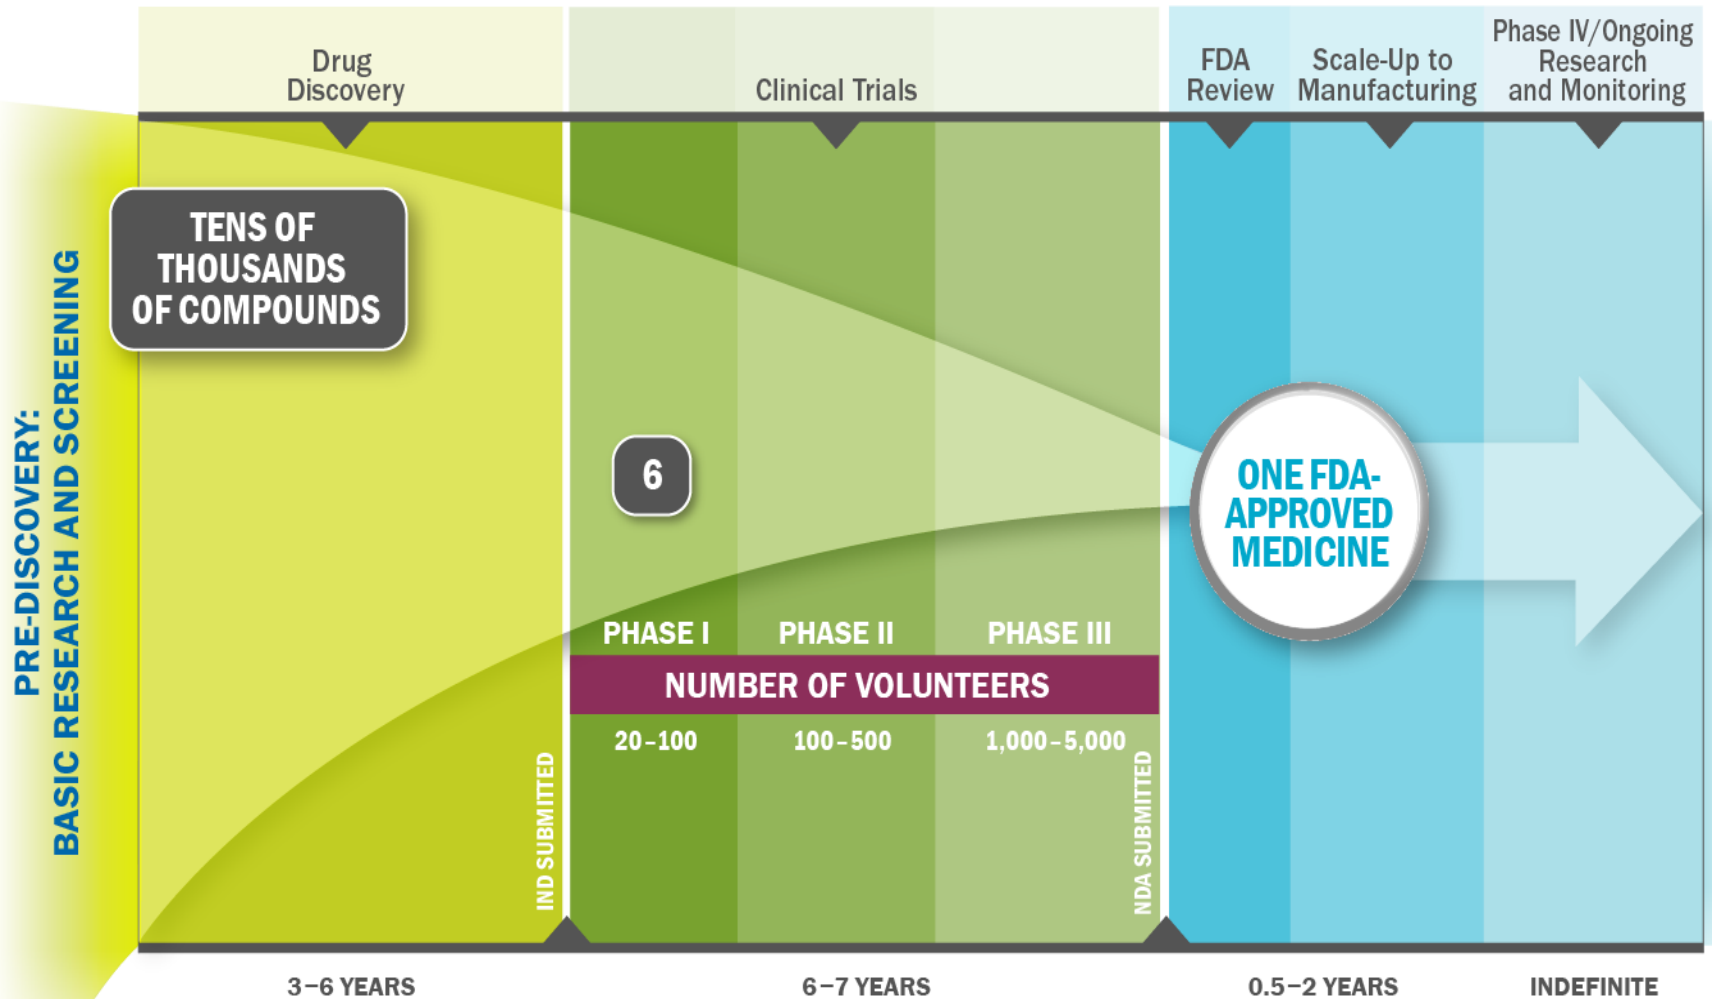 Drug
Discovery
Clinical Trials
FDA
Review
Scale-Up to
Manufacturing
Phase IV/Ongoing
Research
and Monitoring
PRE-DISCOVERY:
BASIC RESEARCH AND SCREENING
TENS OF
THOUSANDS
OF COMPOUNDS
6
ONE FDA-
APPROVED
MEDICINE
PHASE I
PHASE II
PHASE III
NUMBER OF VOLUNTEERS
20–100
100–500
1,000–5,000
IND SUBMITTED
NDA SUBMITTED
3–6 YEARS
6–7 YEARS
0.5–2 YEARS
INDEFINITE